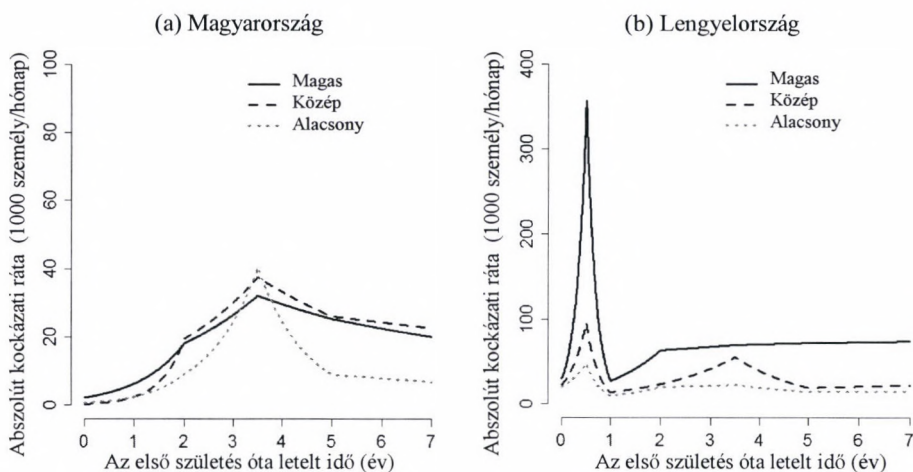 (a) Magyarország
Abszolút kockázati ráta (1000 személy/hónap)
100
80
60
40
20
0
Magas
Közép
Alacsony
0 1 2 3 4 5 6 7
Az első születés óta letelt idő (év)
(b) Lengyelország
Abszolút kockázati ráta (1000 személy/hónap)
400
300
200
100
0
Magas
Közép
Alacsony
0 1 2 3 4 5 6 7
Az első születés óta letelt idő (év)